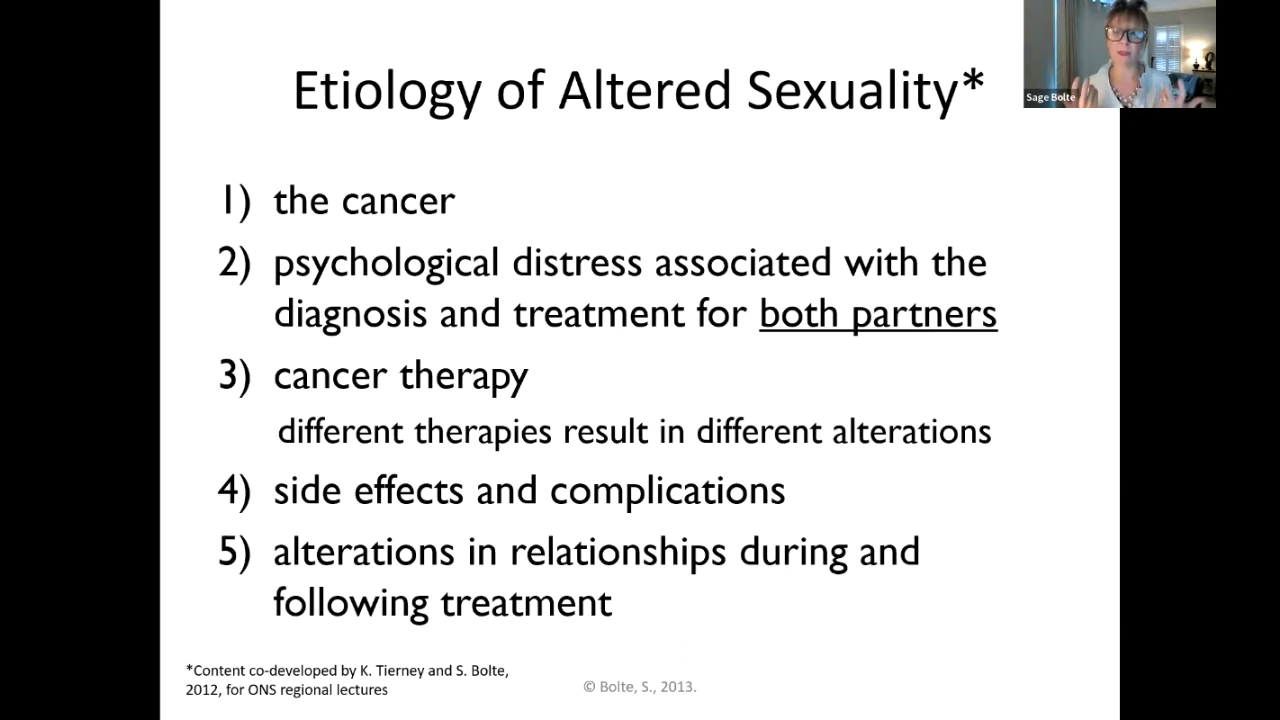 Etiology of Altered Sexuality*
Sage Bolte
1) the cancer
2) psychological distress associated with the
diagnosis and treatment for both partners
3) cancer therapy
different therapies result in different alterations
4) side effects and complications
5) alterations in relationships during and
following treatment
*Content co-developed by K. Tierney and S. Bolte,
2012, for ONS regional lectures
© Bolte, S., 2013.